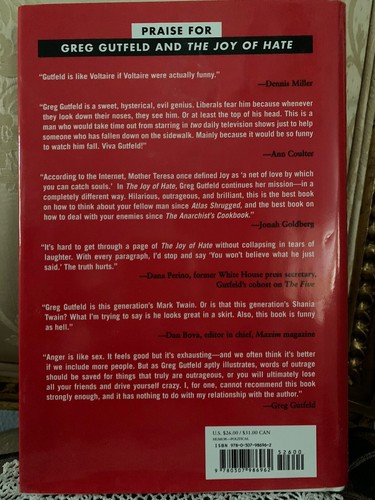 PRAISE FOR
GREG GUTFELD AND THE JOY OF HATE
“Gutfeld is like Voltaire if Voltaire were actually funny.”
—Dennis Miller
“Greg Gutfeld is a sweet, hysterical, evil genius. Liberals fear him because whenever
they look down their noses, they see him. Or at least the top of his head. This is a
man who would take time out from starring in two daily television shows just to help
someone who has fallen down on the sidewalk. Mainly because it would be so funny
to watch him fall. Viva Gutfeld!”
—Ann Coulter
“According to the Internet, Mother Teresa once defined Joy as ‘a net of love by which
you can catch souls.’ In The Joy of Hate, Greg Gutfeld continues her mission—in a
completely different way. Hilarious, outrageous, and brilliant, this is the best book
on how to think about your fellow man since Atlas Shrugged, and the best book on
how to deal with your enemies since The Anarchist’s Cookbook.”
—Jonah Goldberg
“It’s hard to get through a page of The Joy of Hate without collapsing in tears of
laughter. With every paragraph, I’d stop and say ‘You won’t believe what he just
said.’ The truth hurts.”
—Dana Perino, former White House press secretary,
Gutfeld’s cohost on The Five
“Greg Gutfeld is this generation’s Mark Twain. Or is that this generation’s Shania
Twain? What I’m trying to say is he looks great in a skirt. Also, this book is funny
as hell.”
—Dan Bova, editor in chief, Maxim magazine
“Anger is like sex. It feels good but it’s exhausting—and we often think it’s better
if we include more people. But as Greg Gutfeld aptly illustrates, words of outrage
should be saved for things that truly are outrageous, or you will ultimately lose
all your friends and drive yourself crazy. I, for one, cannot recommend this book
strongly enough, and it has nothing to do with my relationship with the author.”
—Greg Gutfeld
U.S. $26.00 / $31.00 CAN
HUMOR—POLITICAL
ISBN 978-0-307-98696-2
52600
9 780307 986962